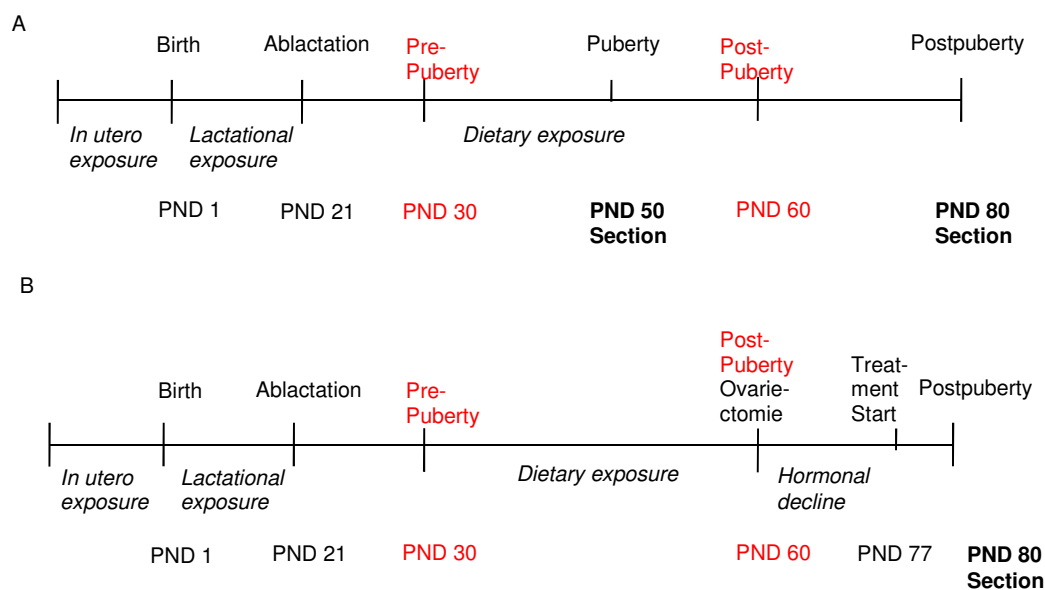 A
Birth
Ablactation
Pre-
Puberty
Puberty
Post-
Puberty
Postpuberty
In utero
exposure
Lactational
exposure
Dietary exposure
PND 1
PND 21
PND 30
PND 50
Section
PND 60
PND 80
Section
B
Birth
Ablactation
Pre-
Puberty
Post-
Puberty
Ovarie-
ctomie
Treat-
ment
Start
Postpuberty
In utero
exposure
Lactational
exposure
Dietary exposure
Hormonal
decline
PND 1
PND 21
PND 30
PND 60
PND 77
PND 80
Section